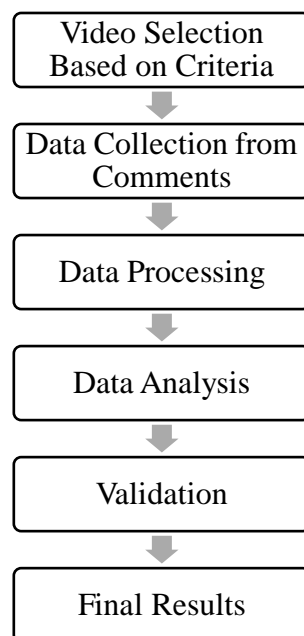 Video Selection
Based on Criteria
Data Collection from
Comments
Data Processing
Data Analysis
Validation
Final Results